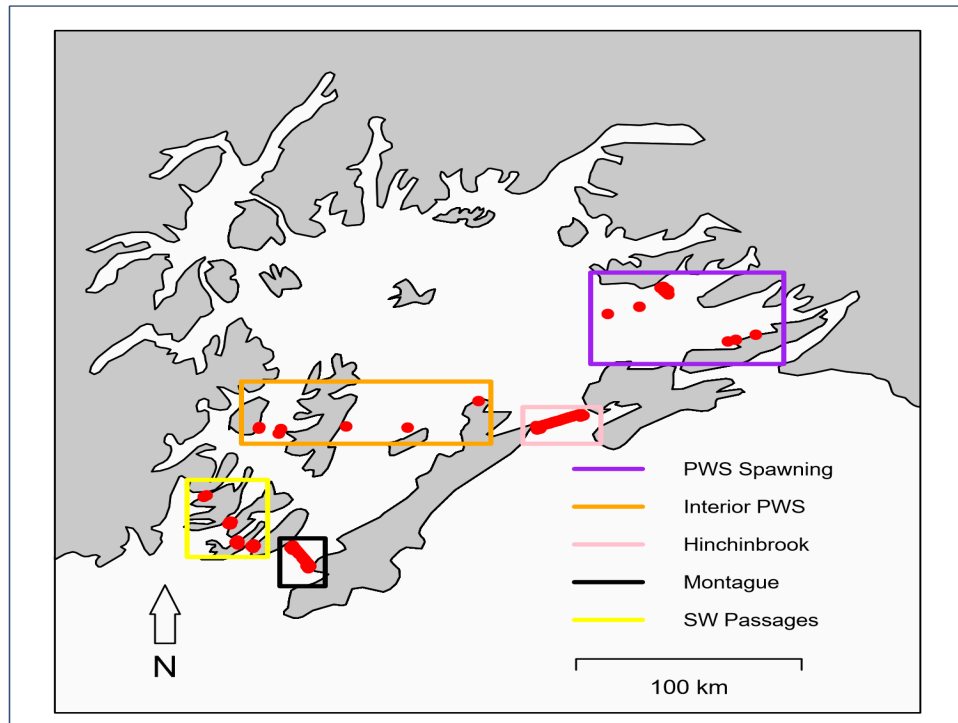 PWS Spawning
Interior PWS
Hinchinbrook
Montague
SW Passages
N
100 km